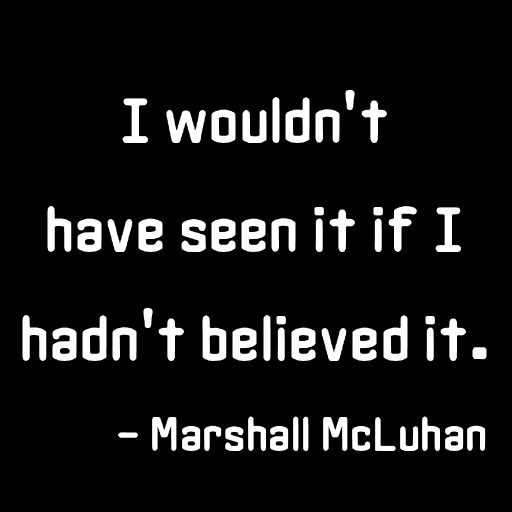 I wouldn't
have seen it if I
hadn't believed it.
– Marshall McLuhan